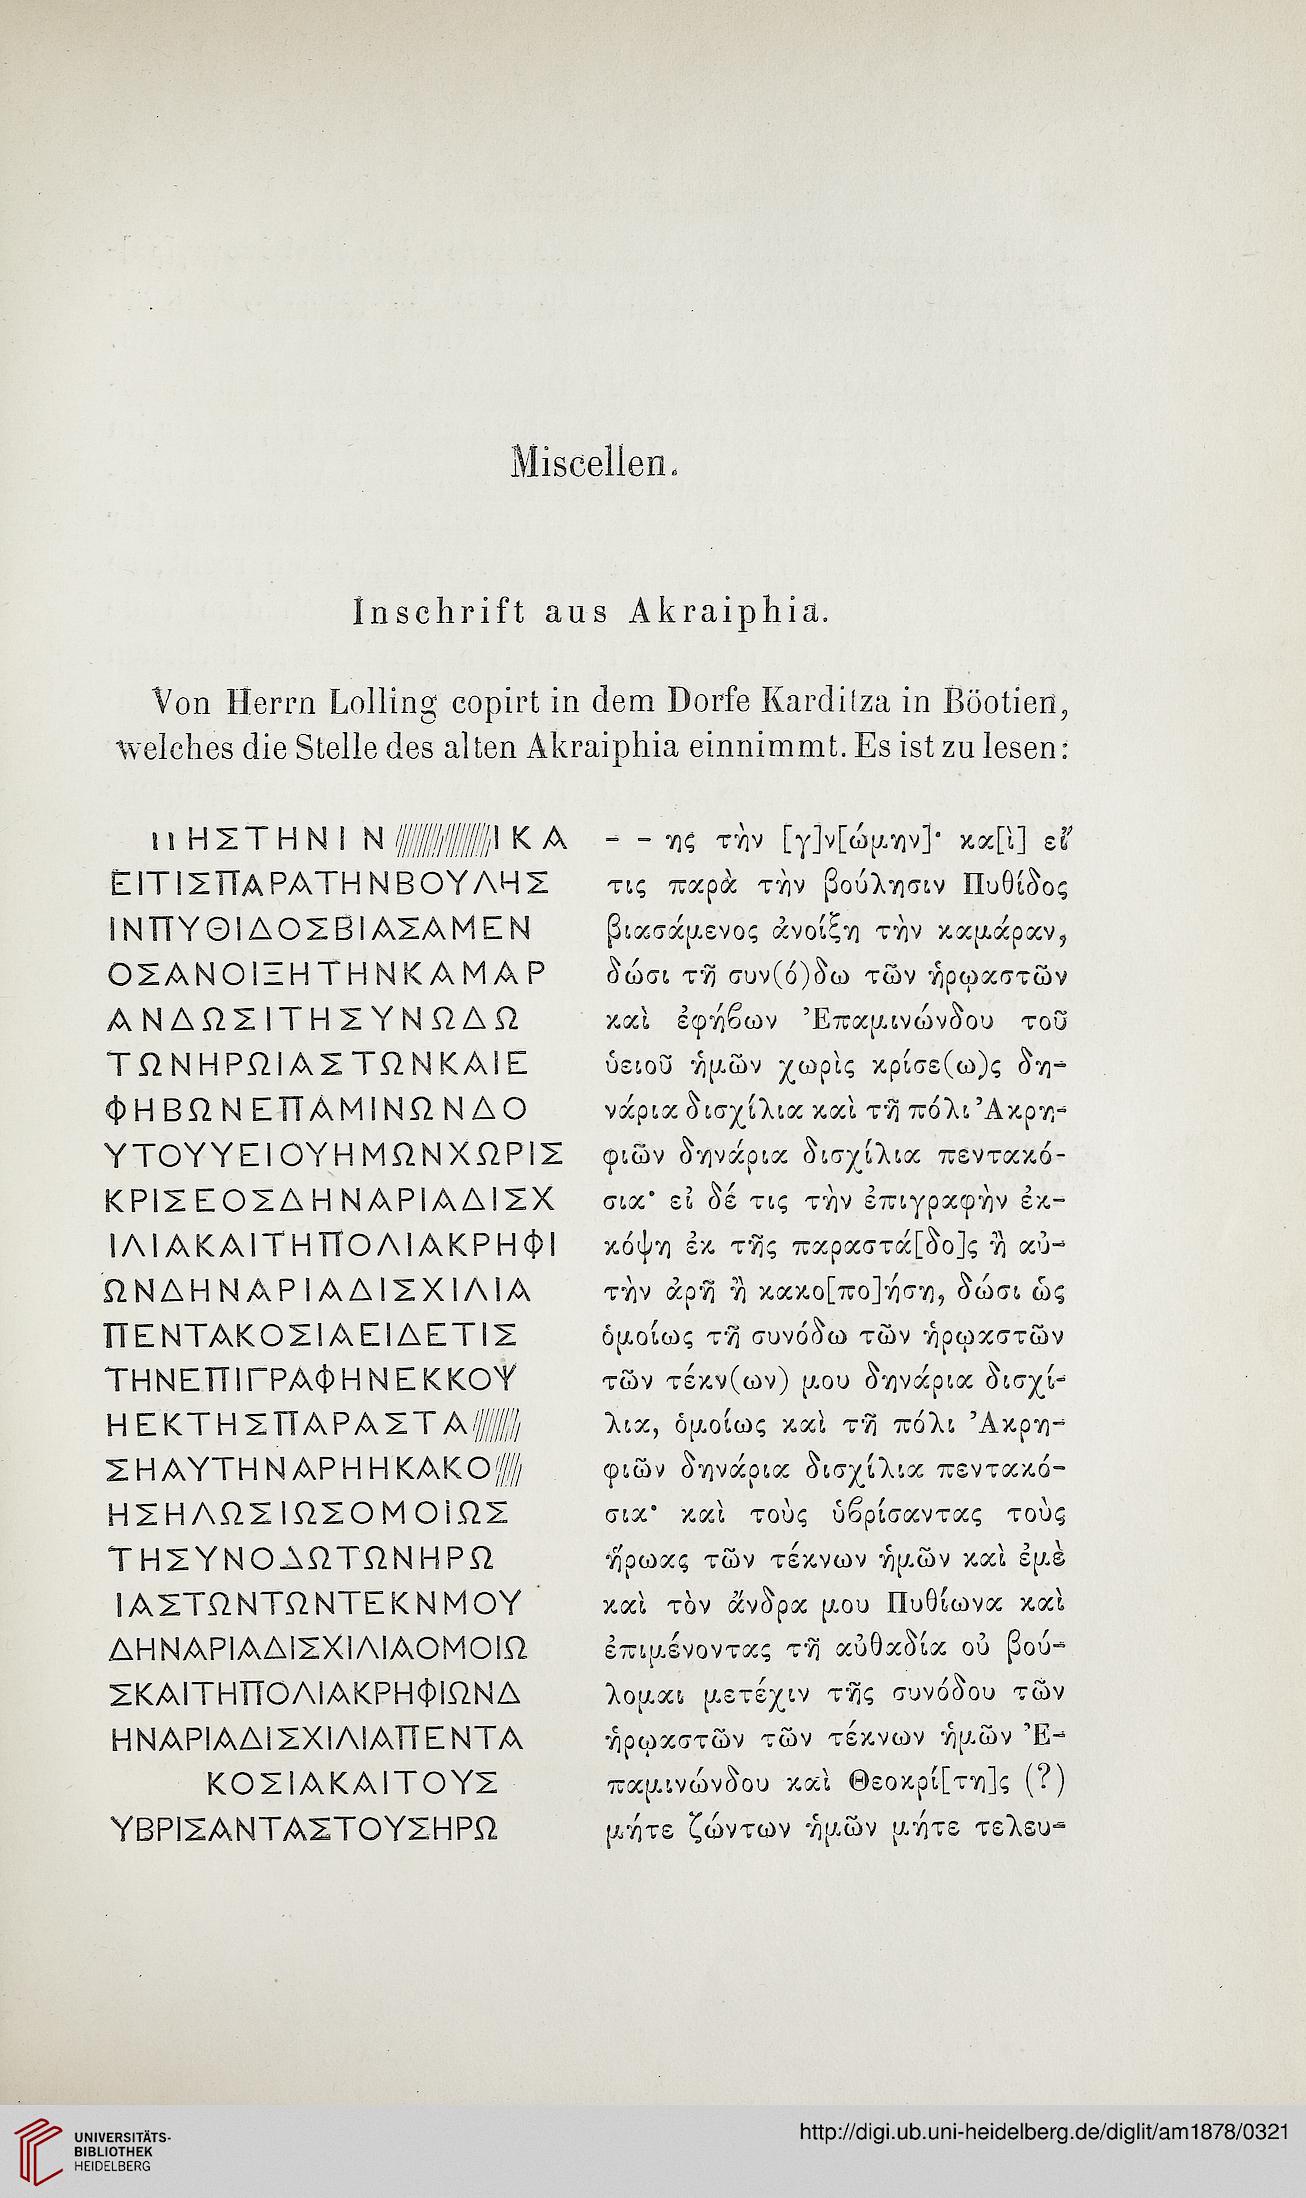 Miscellen.
Inschrift aus Akraiphia.
Von Herrn Lolling copirt in dem Dorfe Karditza in Böotien,
welches die Stelle des alten Akraiphia einnimmt. Es ist zu lesen:
ΗΣΤΗΝΙΝ ΙΚΑ
ΕΙΤΙΣΠΑΡΑΤΗΝΒΟΥΛΗΣ
ΙΝΠΥΘΙΔΟΣΒΙΑΣΑΜΕΝ
ΟΣΑΝΟΙΞΗΤΗΝΚΑΜΑΡ
ΑΝΔΩΣΙΤΗΣΥΝΩΔΩ
ΤΩΝΗΡΩΙΑΣΤΩΝΚΑΙΕ
ΦΗΒΩΝΕΠΑΜΙΝΩΝΔΟ
ΥΤΟΥΥΕΙΟΥΗΜΩΝΧΩΡΙΣ
ΚΡΙΣΕΟΣΔΗΝΑΡΙΑΔΙΣΧ
ΙΛΙΑΚΑΙΤΗΠΟΛΙΑΚΡΗΦΙ
ΩΝΔΗΝΑΡΙΑΔΙΣΧΙΛΙΑ
ΠΕΝΤΑΚΟΣΙΑΕΙΔΕΤΙΣ
ΤΗΝΕΠΙΓΡΑΦΗΝΕΚΚΟΨ
ΗΕΚΤΗΣΠΑΡΑΣΤΑ
ΣΗΑΥΤΗΝΑΡΗΗΚΑΚΟ
ΗΣΗΛΩΣΙΩΣΟΜΟΙΩΣ
ΤΗΣΥΝΟΔΩΤΩΝΗΡΩ
ΙΑΣΤΩΝΤΩΝΤΕΚΝΜΟΥ
ΔΗΝΑΡΙΑΔΙΣΧΙΛΙΑΟΜΟΙΩ
ΣΚΑΙΤΗΠΟΛΙΑΚΡΗΦΙΩΝΔ
ΗΝΑΡΙΑΔΙΣΧΙΛΙΑΠΕΝΤΑ
ΚΟΣΙΑΚΑΙΤΟΥΣ
ΥΒΡΙΣΑΝΤΑΣΤΟΥΣΗΡΩ
- - ης τὴν [γ]ν[ώμην]· κα[ὶ] εἴ
τις παρὰ τὴν βούλησιν Πυθίδος
βιασάμενος ἀνοίξη τὴν καμάραν,
δώσι τῆ συν(ό)δω τῶν ἡρῳαστῶν
καὶ ἐφήβων Ἐπαμινώνδου τοῦ
ὑειοῦ ἡμῶν χωρὶς κρίσε(ω)ς δη-
νάρια δισχίλια καὶ τῆ πόλι Ἀκρη-
φιῶν δηνάρια δισχίλια πεντακό-
σια· εἰ δέ τις τὴν ἐπιγραφὴν ἐκ-
κόψη ἐκ τῆς παραστά[δο]ς ἢ αὐ-
τὴν ἀρῆ ἢ κακο[πο]ήση, δώσι ὡς
ὁμοίως τῆ συνόδω τῶν ἡρῳαστῶν
τῶν τέκν(ων) μου δηνάρια δισχί-
λια, ὁμοίως καὶ τῆ πόλι Ἀκρη-
φιῶν δηνάρια δισχίλια πεντακό-
σια· καὶ τοὺς ὑβρίσαντας τοὺς
ἥρωας τῶν τέκνων ἡμῶν καὶ ἐμὲ
καὶ τὸν ἄνδρα μου Πυθίωνα καὶ
ἐπιμένοντας τῆ αὐθαδία οὐ βού-
λομαι μετέχιν τῆς συνόδου τῶν
ἡρῳαστῶν τῶν τέκνων ἡμῶν Ἐ-
παμινώνδου καὶ Θεοκρί[τη]ς (?)
μήτε ζώντων ἡμῶν μήτε τελευ-
UNIVERSITÄTS-
BIBLIOTHEK
HEIDELBERG
http://digi.ub.uni-heidelberg.de/diglit/am1878/0321